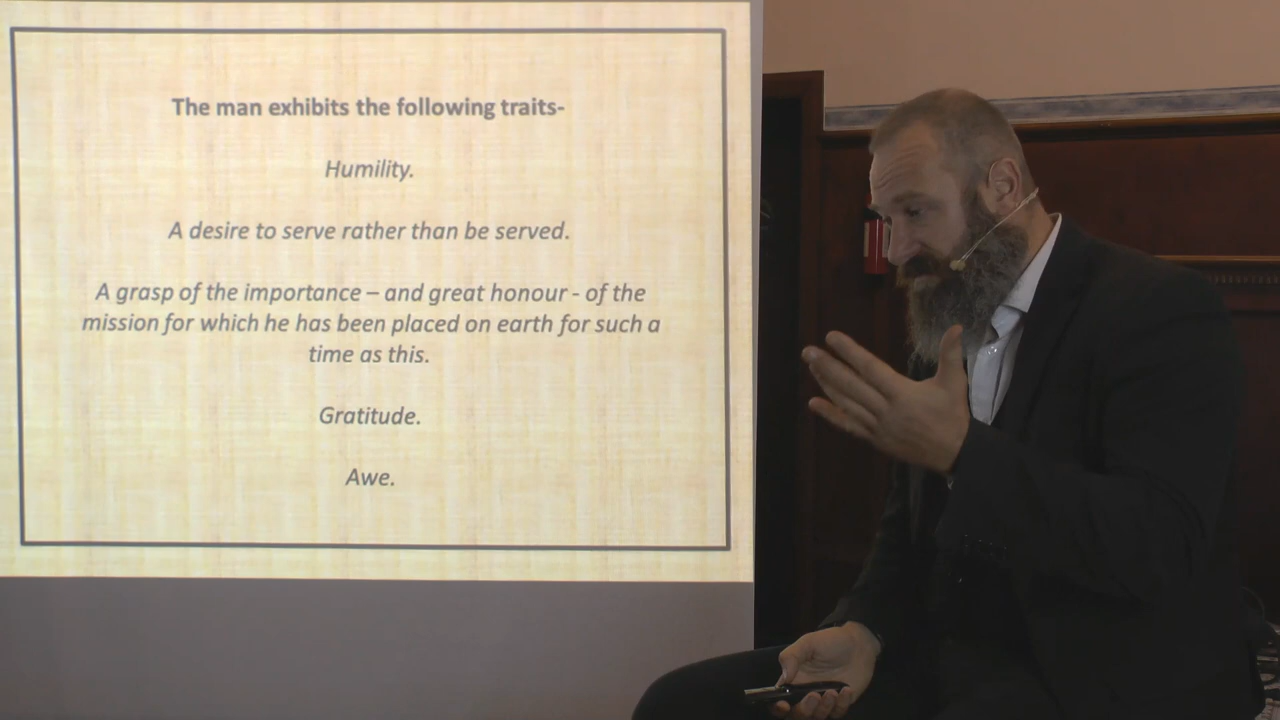 The man exhibits the following traits-
Humility.
A desire to serve rather than be served.
A grasp of the importance – and great honour - of the
mission for which he has been placed on earth for such a
time as this.
Gratitude.
Awe.